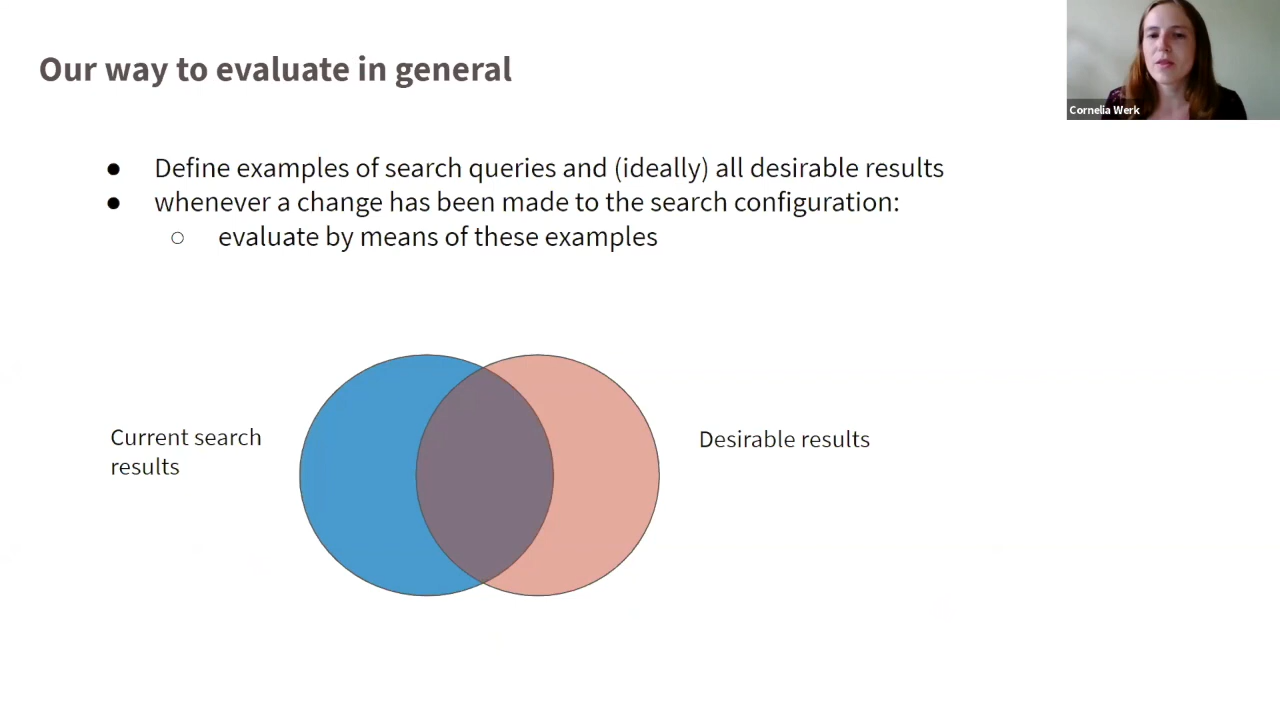 Our way to evaluate in general
Cornelia Werk
● Define examples of search queries and (ideally) all desirable results
● whenever a change has been made to the search configuration:
○ evaluate by means of these examples
Current search
results
Desirable results